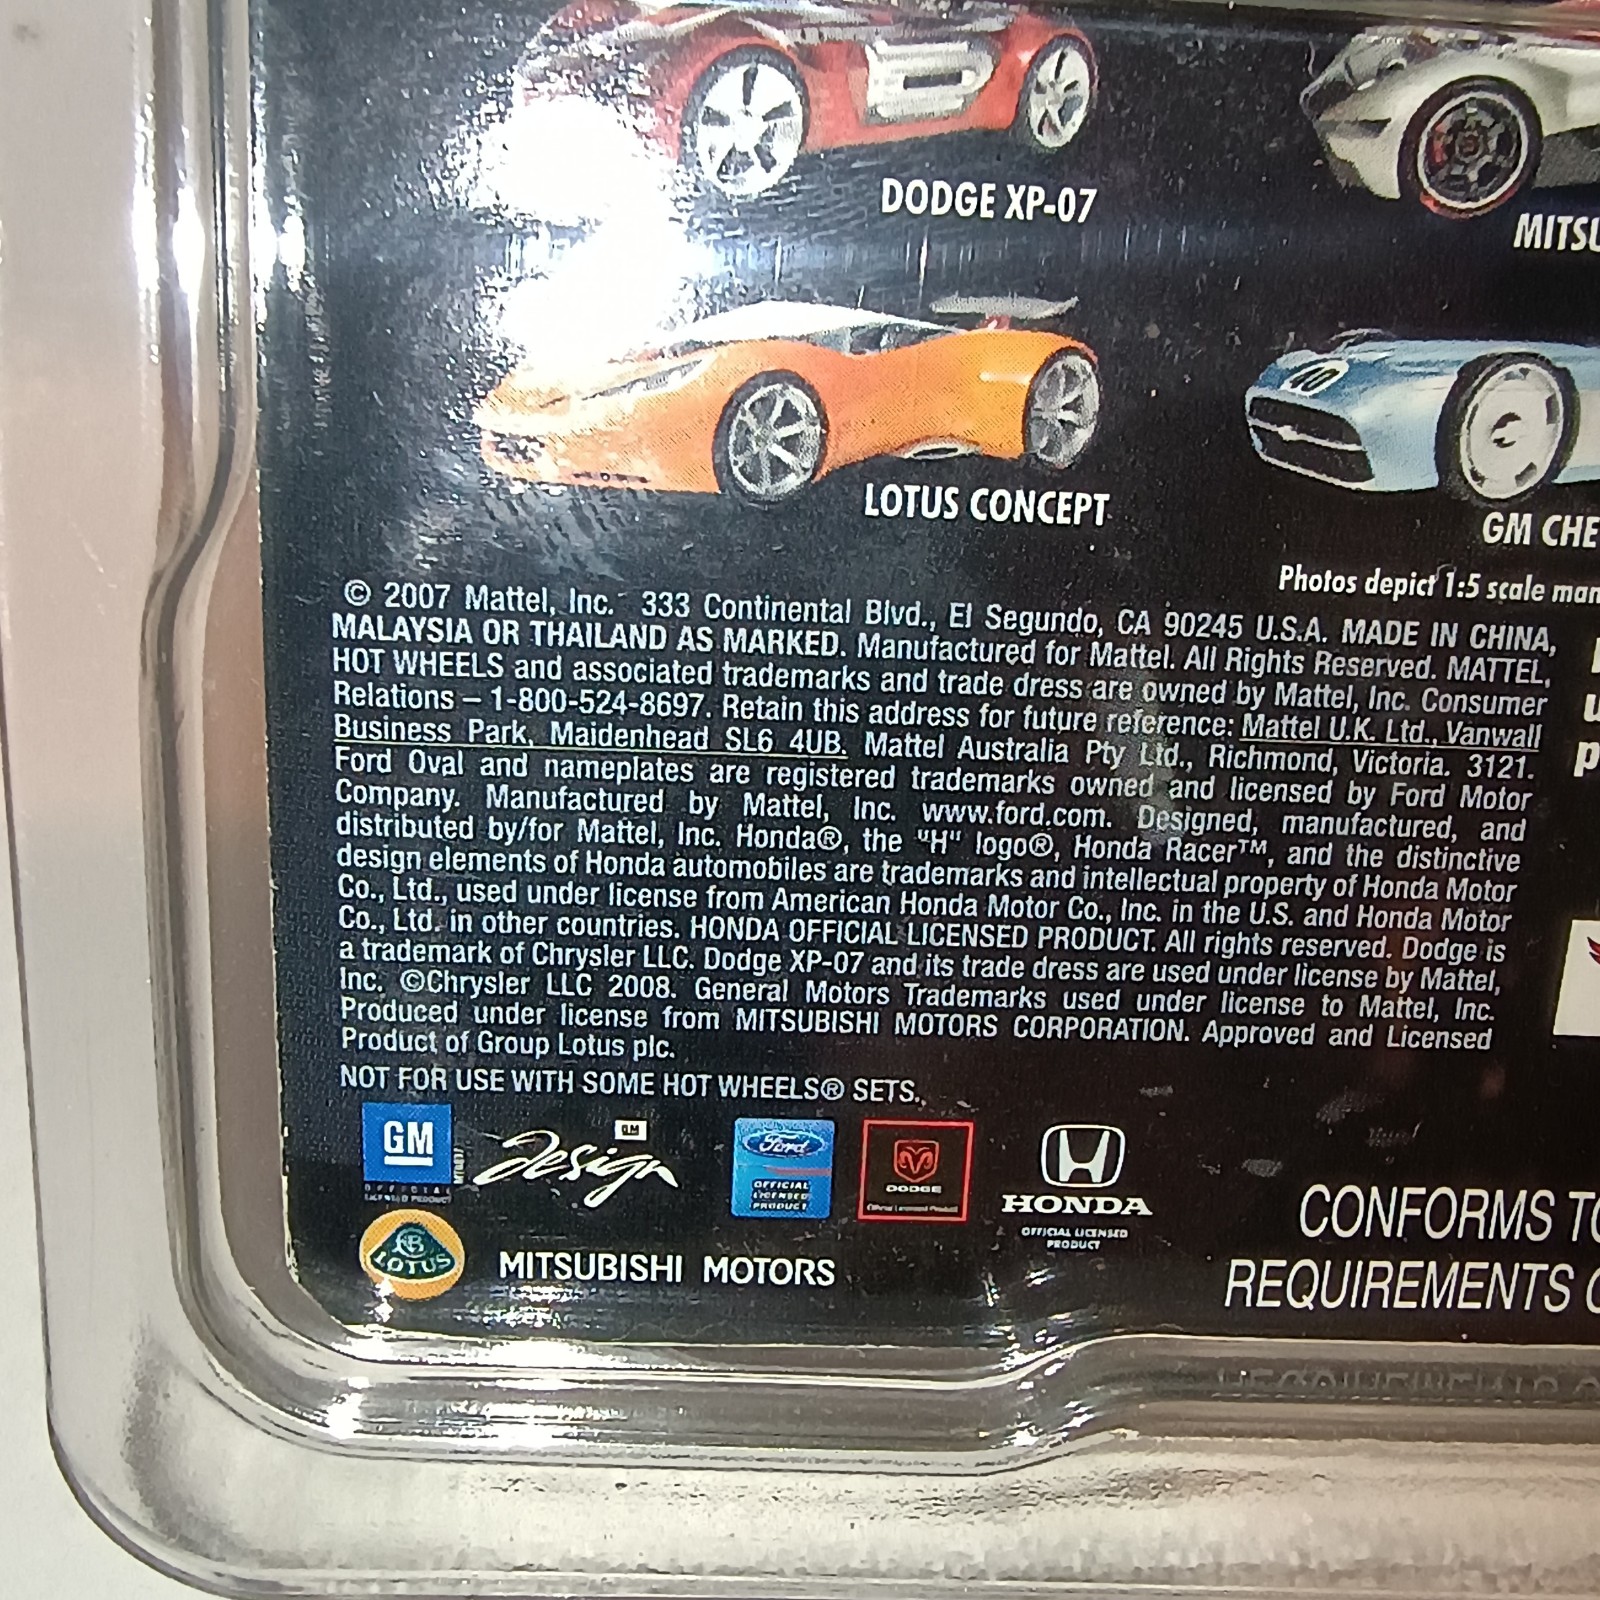 DODGE XP-07
MITSU
40
LOTUS CONCEPT
GM CHE
Photos depict 1:5 scale man
© 2007 Mattel, Inc. 333 Continental Blvd., El Segundo, CA 90245 U.S.A. MADE IN CHINA,
MALAYSIA OR THAILAND AS MARKED. Manufactured for Mattel. All Rights Reserved. MATTEL,
HOT WHEELS and associated trademarks and trade dress are owned by Mattel, Inc. Consumer
Relations – 1-800-524-8697. Retain this address for future reference: Mattel U.K. Ltd., Vanwall
Business Park, Maidenhead SL6 4UB. Mattel Australia Pty Ltd., Richmond, Victoria. 3121.
Ford Oval and nameplates are registered trademarks owned and licensed by Ford Motor
Company. Manufactured by Mattel, Inc. www.ford.com. Designed, manufactured, and
distributed by/for Mattel, Inc. Honda®, the "H" logo®, Honda Racer™, and the distinctive
design elements of Honda automobiles are trademarks and intellectual property of Honda Motor
Co., Ltd., used under license from American Honda Motor Co., Inc. in the U.S. and Honda Motor
Co., Ltd. in other countries. HONDA OFFICIAL LICENSED PRODUCT. All rights reserved. Dodge is
a trademark of Chrysler LLC. Dodge XP-07 and its trade dress are used under license by Mattel,
Inc. ©Chrysler LLC 2008. General Motors Trademarks used under license to Mattel, Inc.
Produced under license from MITSUBISHI MOTORS CORPORATION. Approved and Licensed
Product of Group Lotus plc.
NOT FOR USE WITH SOME HOT WHEELS® SETS.
GM
OFFICIAL
LICENSED PRODUCT
GM
Design
Ford
OFFICIAL
LICENSED
PRODUCT
DODGE
Official Licensed Product
HONDA
OFFICIAL LICENSED
PRODUCT
LOTUS
MITSUBISHI MOTORS
CONFORMS TO
REQUIREMENTS O